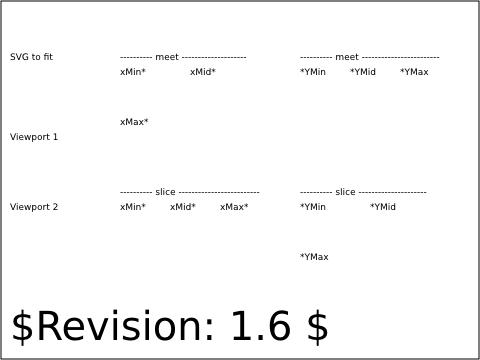 SVG to fit ---------- meet -------------------- ---------- meet ------------------------
xMin* xMid* *YMin *YMid *YMax
xMax*
Viewport 1
---------- slice ------------------------- ---------- slice ---------------------
Viewport 2 xMin* xMid* xMax* *YMin *YMid
*YMax
$Revision: 1.6 $